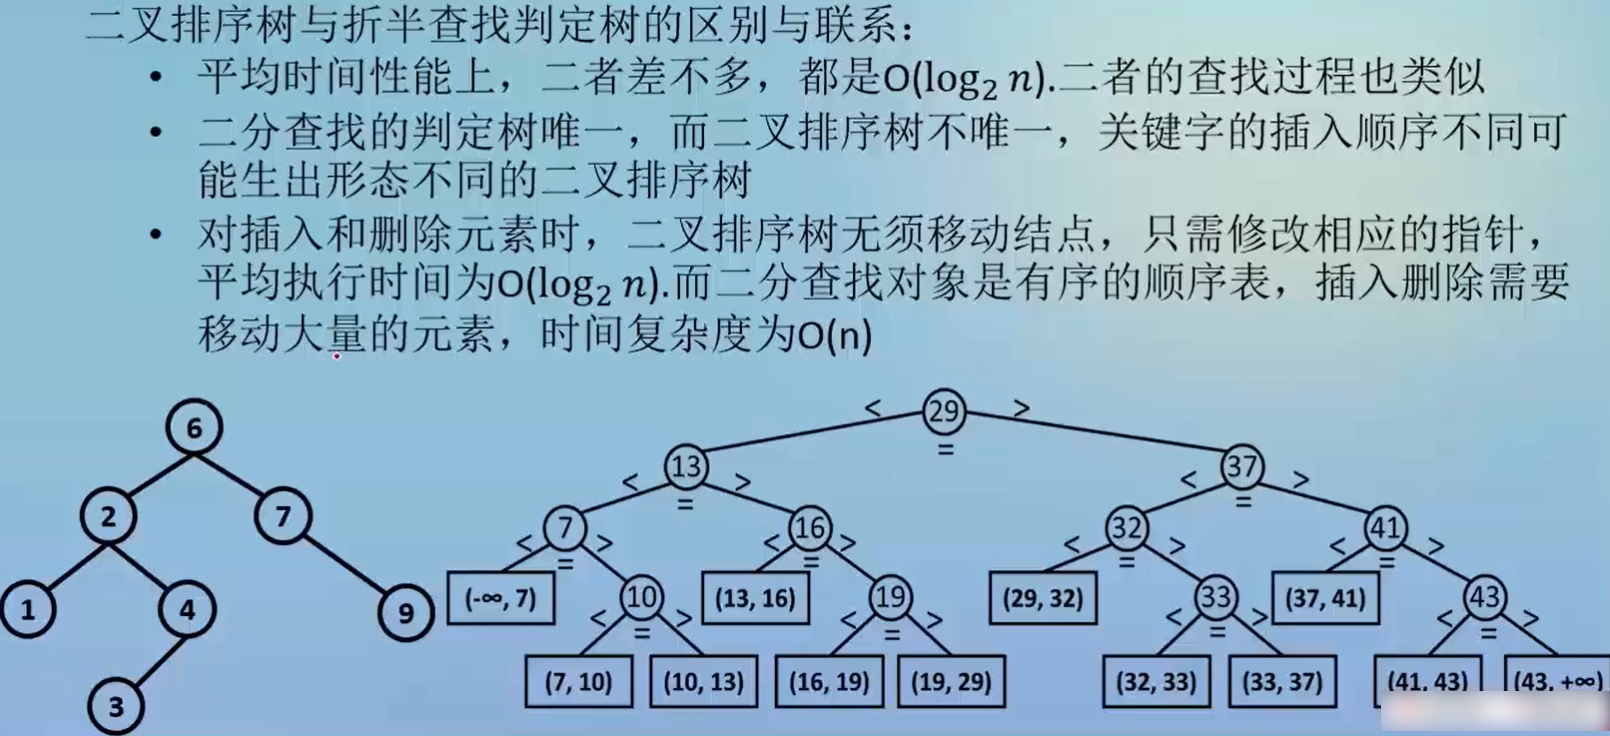 二叉排序树与折半查找判定树的区别与联系：
• 平均时间性能上，二者差不多，都是O(log₂ n).二者的查找过程也类似
• 二分查找的判定树唯一，而二叉排序树不唯一，关键字的插入顺序不同可
能生出形态不同的二叉排序树
• 对插入和删除元素时，二叉排序树无须移动结点，只需修改相应的指针，
平均执行时间为O(log₂ n).而二分查找对象是有序的顺序表，插入删除需要
移动大量的元素，时间复杂度为O(n)
6
2 7
1 4 9
3
< 29 >
=
< 13 > < 37 >
= =
< 7 > < 16 > < 32 > < 41 >
= = = =
(-∞, 7) < 10 > (13, 16) < 19 > (29, 32) < 33 > (37, 41) < 43 >
= = = =
(7, 10) (10, 13) (16, 19) (19, 29) (32, 33) (33, 37) (41, 43) (43, +∞)